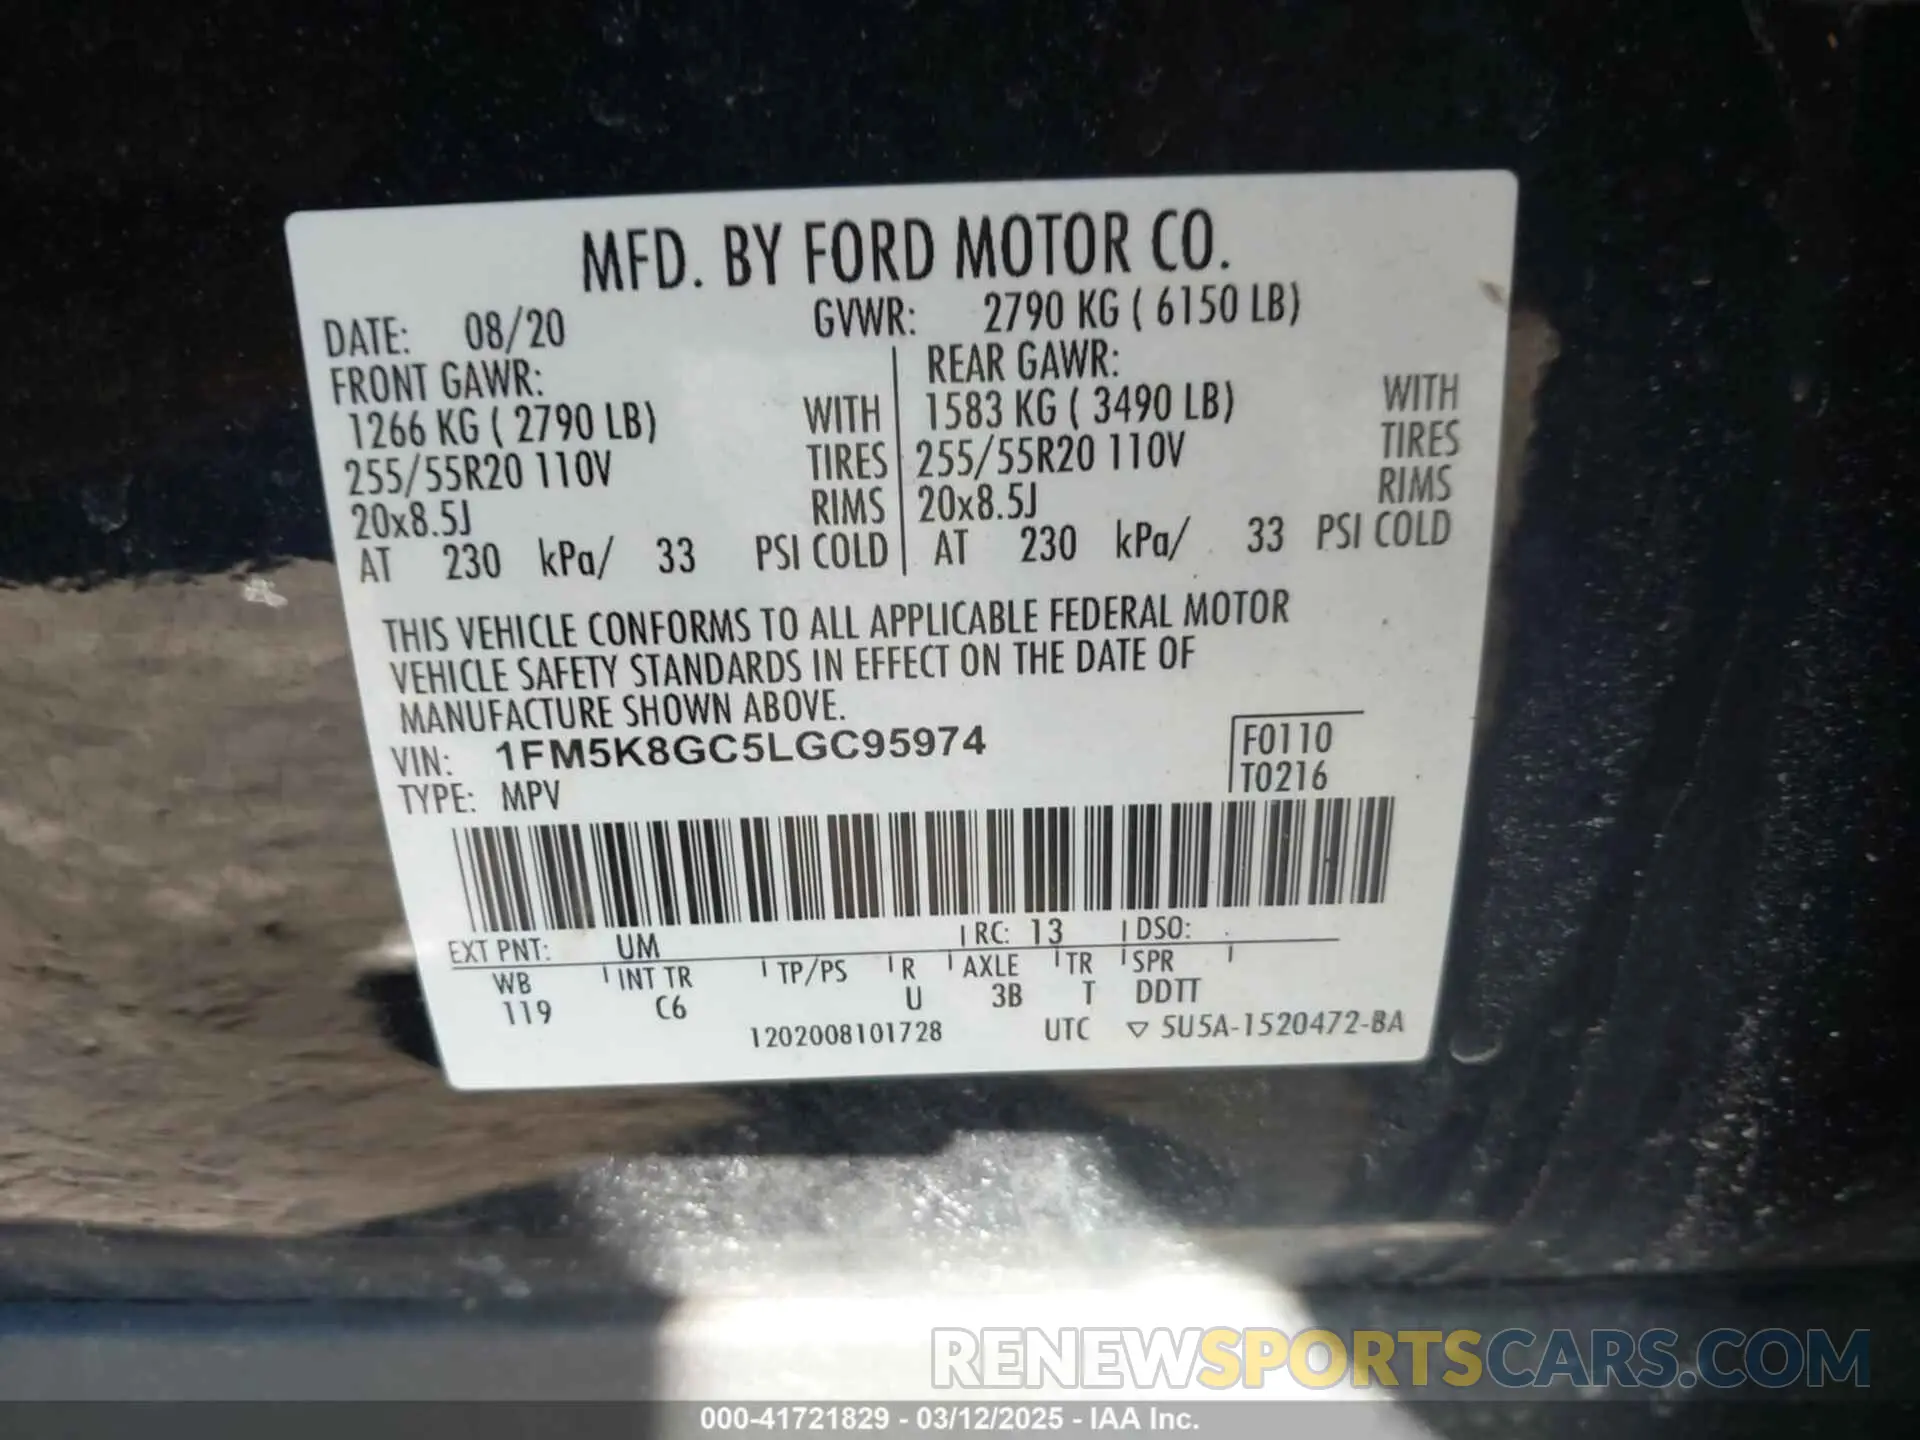 MFD. BY FORD MOTOR CO.
DATE: 08/20 GVWR: 2790 KG ( 6150 LB)
FRONT GAWR: REAR GAWR:
1266 KG ( 2790 LB) WITH 1583 KG ( 3490 LB) WITH
255/55R20 110V TIRES 255/55R20 110V TIRES
20x8.5J RIMS 20x8.5J RIMS
AT 230 kPa/ 33 PSI COLD AT 230 kPa/ 33 PSI COLD
THIS VEHICLE CONFORMS TO ALL APPLICABLE FEDERAL MOTOR
VEHICLE SAFETY STANDARDS IN EFFECT ON THE DATE OF
MANUFACTURE SHOWN ABOVE.
VIN: 1FM5K8GC5LGC95974 F0110
TYPE: MPV T0216
EXT PNT: UM RC: 13 DSO:
WB INT TR TP/PS R AXLE TR SPR
119 C6 U 3B T DDTT
1202008101728 UTC ▽ 5U5A-1520472-BA
RENEWSPORTSCARS.COM
000-41721829 - 03/12/2025 - IAA Inc.